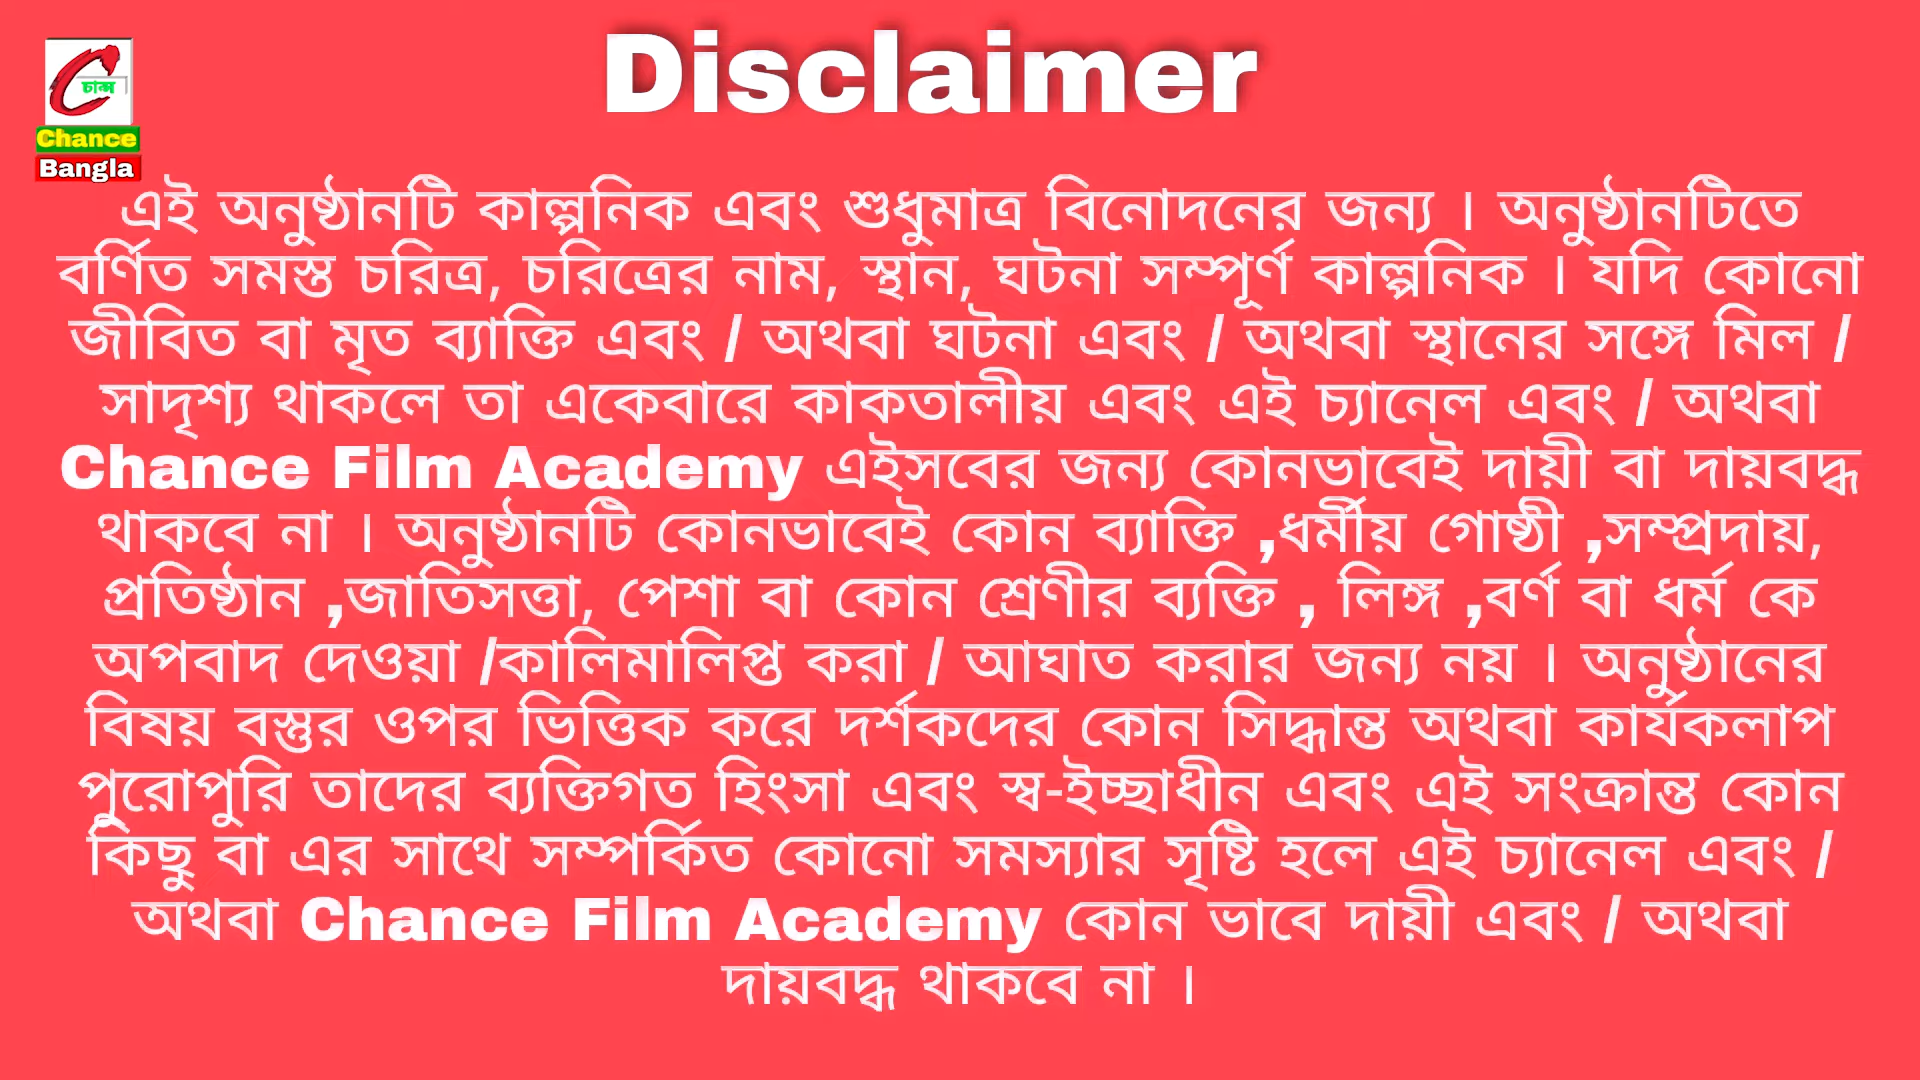 Disclaimer
চান্স
Chance
Bangla
এই অনুষ্ঠানটি কাল্পনিক এবং শুধুমাত্র বিনোদনের জন্য । অনুষ্ঠানটিতে
বর্ণিত সমস্ত চরিত্র, চরিত্রের নাম, স্থান, ঘটনা সম্পূর্ণ কাল্পনিক । যদি কোনো
জীবিত বা মৃত ব্যাক্তি এবং / অথবা ঘটনা এবং / অথবা স্থানের সঙ্গে মিল /
সাদৃশ্য থাকলে তা একেবারে কাকতালীয় এবং এই চ্যানেল এবং / অথবা
Chance Film Academy এইসবের জন্য কোনভাবেই দায়ী বা দায়বদ্ধ
থাকবে না । অনুষ্ঠানটি কোনভাবেই কোন ব্যাক্তি ,ধর্মীয় গোষ্ঠী ,সম্প্রদায়,
প্রতিষ্ঠান ,জাতিসত্তা, পেশা বা কোন শ্রেণীর ব্যক্তি , লিঙ্গ ,বর্ণ বা ধর্ম কে
অপবাদ দেওয়া /কালিমালিপ্ত করা / আঘাত করার জন্য নয় । অনুষ্ঠানের
বিষয় বস্তুর ওপর ভিত্তিক করে দর্শকদের কোন সিদ্ধান্ত অথবা কার্যকলাপ
পুরোপুরি তাদের ব্যক্তিগত হিংসা এবং স্ব-ইচ্ছাধীন এবং এই সংক্রান্ত কোন
কিছু বা এর সাথে সম্পর্কিত কোনো সমস্যার সৃষ্টি হলে এই চ্যানেল এবং /
অথবা Chance Film Academy কোন ভাবে দায়ী এবং / অথবা
দায়বদ্ধ থাকবে না ।